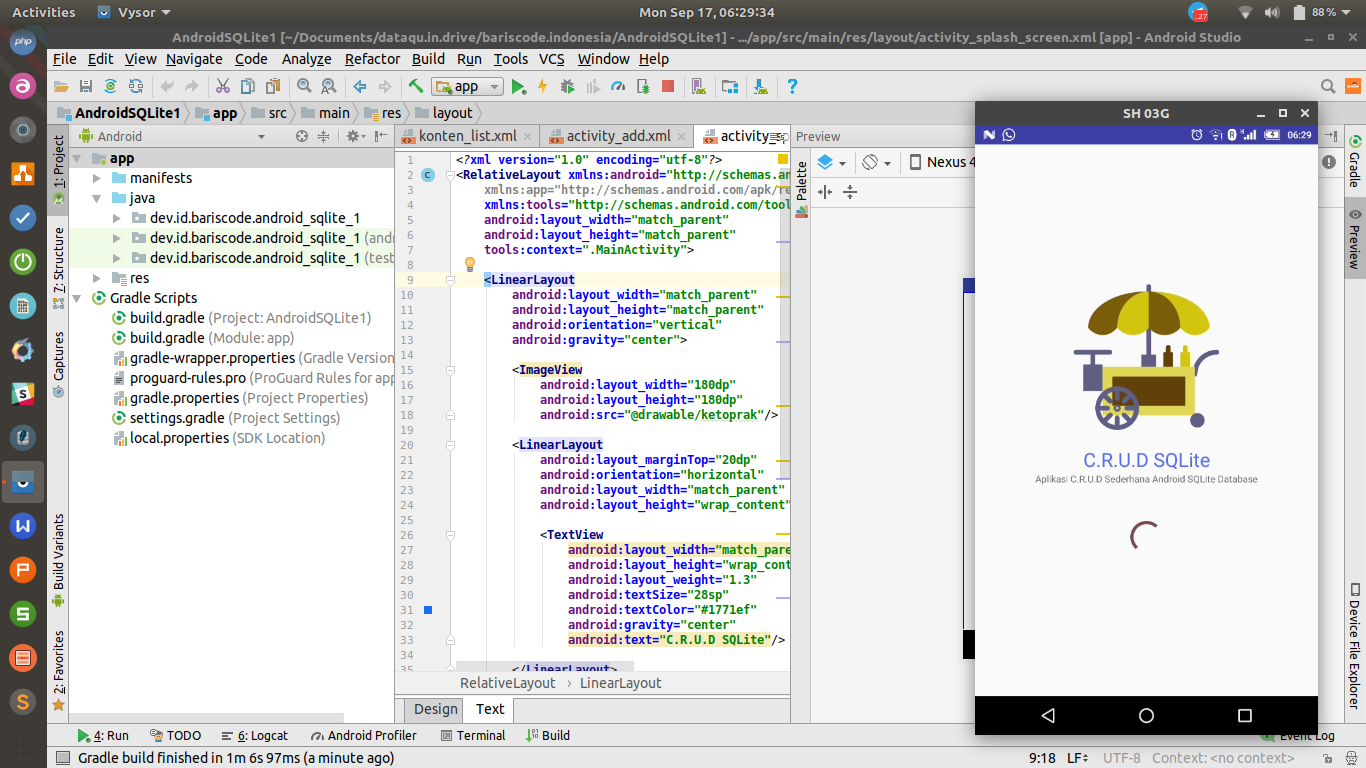 Activities
Vysor
Mon Sep 17, 06:29:34
27
88%
AndroidSQLite1 [~/Documents/dataqu.in.drive/bariscode.indonesia/AndroidSQLite1] - .../app/src/main/res/layout/activity_splash_screen.xml [app] - Android Studio
File Edit View Navigate Code Analyze Refactor Build Run Tools VCS Window Help
app
AndroidSQLite1 app src main res layout
Android
konten_list.xml
activity_add.xml
activity_s
Preview
1: Project
7: Structure
Captures
Build Variants
2: Favorites
app
manifests
java
dev.id.bariscode.android_sqlite_1
dev.id.bariscode.android_sqlite_1 (and
dev.id.bariscode.android_sqlite_1 (test
res
Gradle Scripts
build.gradle (Project: AndroidSQLite1)
build.gradle (Module: app)
gradle-wrapper.properties (Gradle Version
proguard-rules.pro (ProGuard Rules for app
gradle.properties (Project Properties)
settings.gradle (Project Settings)
local.properties (SDK Location)
1 <?xml version="1.0" encoding="utf-8"?>
2 <RelativeLayout xmlns:android="http://schemas.an
3 xmlns:app="http://schemas.android.com/apk/re
4 xmlns:tools="http://schemas.android.com/tool
5 android:layout_width="match_parent"
6 android:layout_height="match_parent"
7 tools:context=".MainActivity">
8
9 <LinearLayout
10 android:layout_width="match_parent"
11 android:layout_height="match_parent"
12 android:orientation="vertical"
13 android:gravity="center">
14
15 <ImageView
16 android:layout_width="180dp"
17 android:layout_height="180dp"
18 android:src="@drawable/ketoprak"/>
19
20 <LinearLayout
21 android:layout_marginTop="20dp"
22 android:orientation="horizontal"
23 android:layout_width="match_parent"
24 android:layout_height="wrap_content"
25
26 <TextView
27 android:layout_width="match_pare
28 android:layout_height="wrap_cont
29 android:layout_weight="1.3"
30 android:textSize="28sp"
31 android:textColor="#1771ef"
32 android:gravity="center"
33 android:text="C.R.U.D SQLite"/>
34
35 </LinearLayout>
RelativeLayout › LinearLayout
Design Text
Palette
Nexus 4
SH 03G
06:29
C.R.U.D SQLite
Aplikasi C.R.U.D Sederhana Android SQLite Database
Gradle
Preview
Device File Explorer
4: Run
TODO
6: Logcat
Android Profiler
Terminal
Build
Event Log
Gradle build finished in 1m 6s 97ms (a minute ago)
9:18 LF UTF-8 Context: <no context>